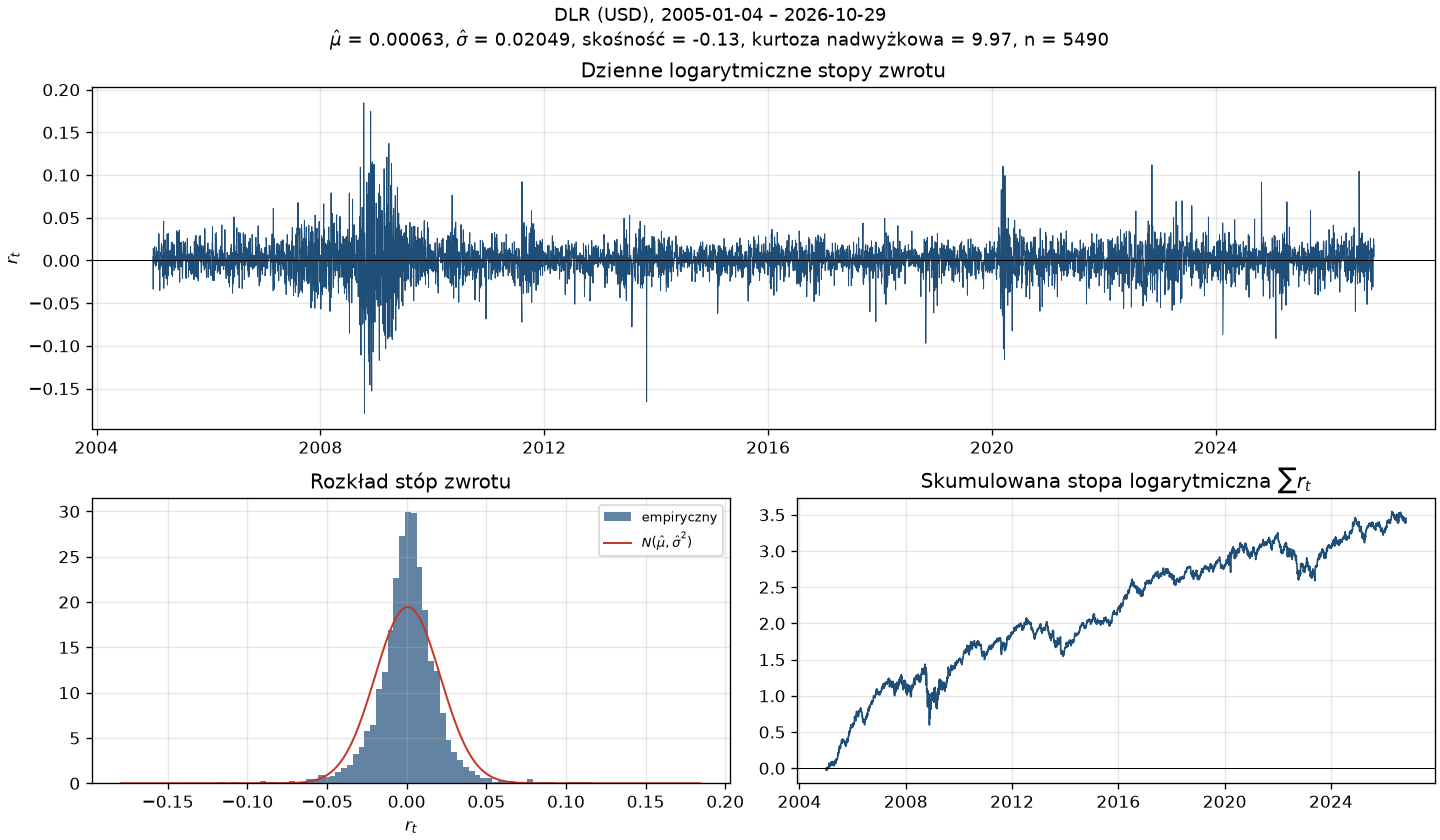 DLR (USD), 2005-01-04 – 2026-10-29
μ̂ = 0.00063, σ̂ = 0.02049, skośność = -0.13, kurtoza nadwyżkowa = 9.97, n = 5490
Dzienne logarytmiczne stopy zwrotu
0.20
0.15
0.10
0.05
0.00
−0.05
−0.10
−0.15
r_t
2004 2008 2012 2016 2020 2024
Rozkład stóp zwrotu
30
25
20
15
10
5
0
empiryczny
N(μ̂, σ̂²)
−0.15 −0.10 −0.05 0.00 0.05 0.10 0.15 0.20
r_t
Skumulowana stopa logarytmiczna ∑r_t
3.5
3.0
2.5
2.0
1.5
1.0
0.5
0.0
2004 2008 2012 2016 2020 2024